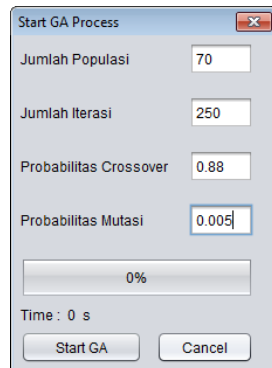 Start GA Process
Jumlah Populasi 70
Jumlah Iterasi 250
Probabilitas Crossover 0.88
Probabilitas Mutasi 0.005
0%
Time : 0 s
Start GA Cancel